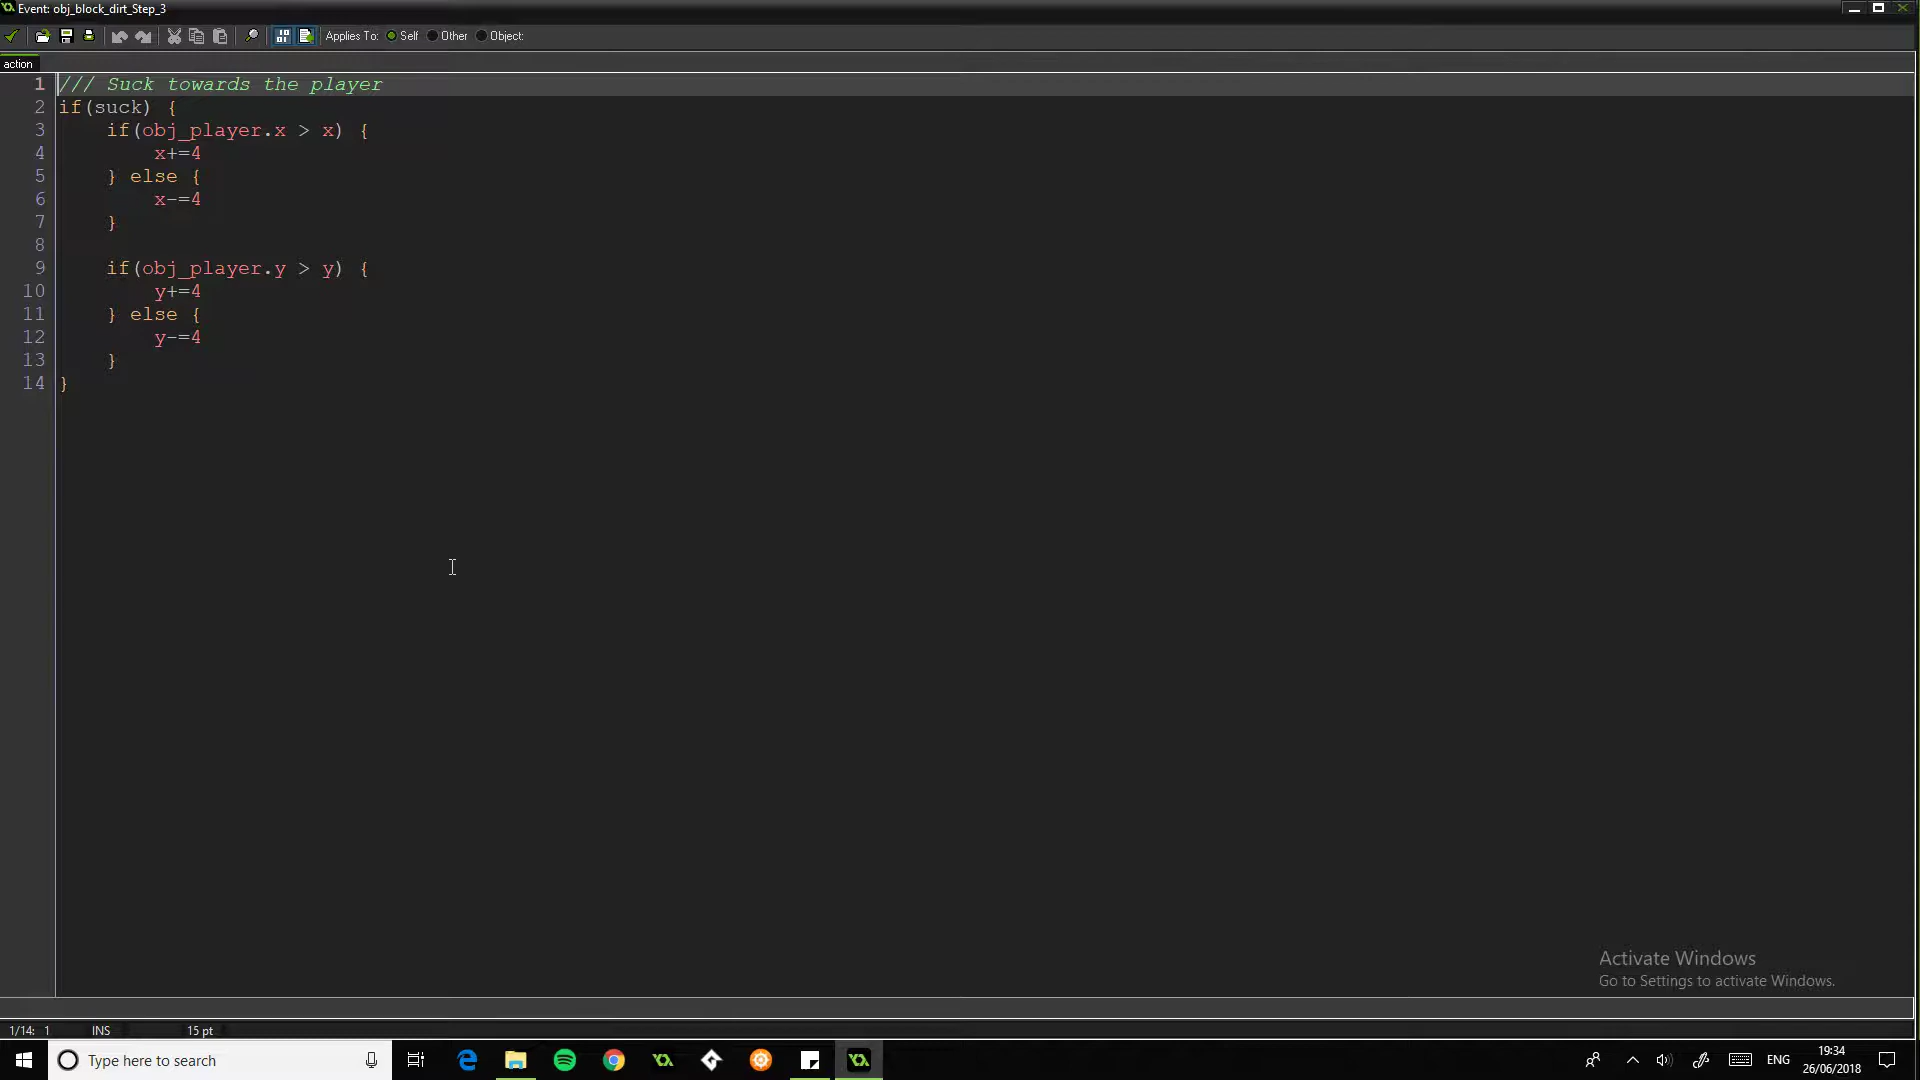 Event: obj_block_dirt_Step_3
Applies To: Self Other Object:
action
1 /// Suck towards the player
2 if(suck) {
3 if(obj_player.x > x) {
4 x+=4
5 } else {
6 x-=4
7 }
8
9 if(obj_player.y > y) {
10 y+=4
11 } else {
12 y-=4
13 }
14 }
Activate Windows
Go to Settings to activate Windows.
1/14: 1 INS 15 pt
Type here to search
ENG
19:34
26/06/2018